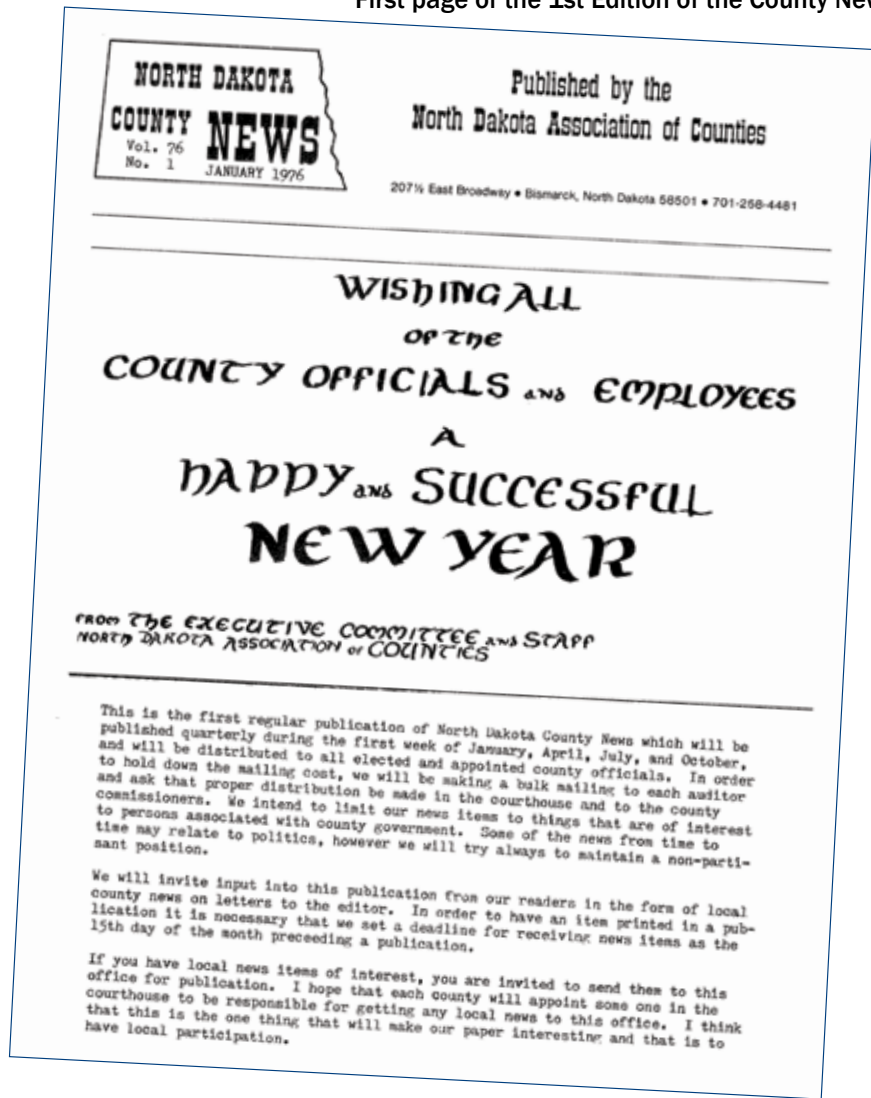 First page of the 1st Edition of the County New
NORTH DAKOTA
COUNTY NEWS
Vol. 76
No. 1
JANUARY 1976
Published by the
North Dakota Association of Counties
207½ East Broadway • Bismarck, North Dakota 58501 • 701-258-4481
WISHING ALL
OF THE
COUNTY OFFICIALS AND EMPLOYEES
A
HAPPY AND SUCCESSFUL
NEW YEAR
FROM THE EXECUTIVE COMMITTEE AND STAFF
NORTH DAKOTA ASSOCIATION OF COUNTIES
This is the first regular publication of North Dakota County News which will be
published quarterly during the first week of January, April, July, and October,
and will be distributed to all elected and appointed county officials. In order
to hold down the mailing cost, we will be making a bulk mailing to each auditor
and ask that proper distribution be made in the courthouse and to the county
commissioners. We intend to limit our news items to things that are of interest
to persons associated with county government. Some of the news from time to
time may relate to politics, however we will try always to maintain a non-parti-
sant position.
We will invite input into this publication from our readers in the form of local
county news on letters to the editor. In order to have an item printed in a pub-
lication it is necessary that we set a deadline for receiving news items as the
15th day of the month preceeding a publication.
If you have local news items of interest, you are invited to send them to this
office for publication. I hope that each county will appoint some one in the
courthouse to be responsible for getting any local news to this office. I think
that this is the one thing that will make our paper interesting and that is to
have local participation.